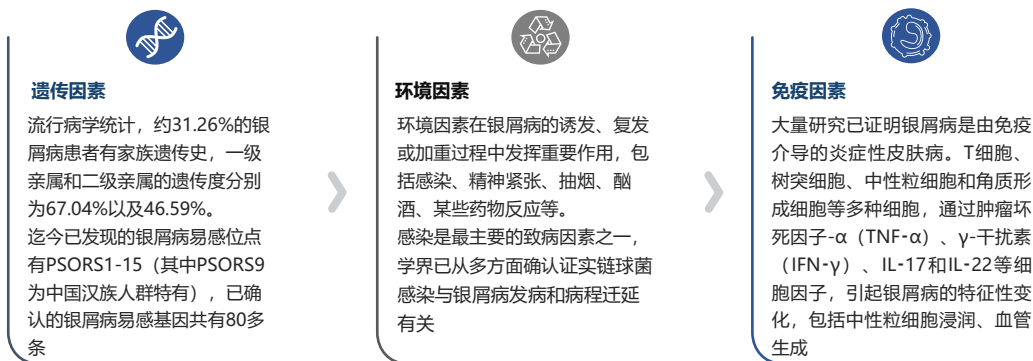 遗传因素
流行病学统计，约31.26%的银
屑病患者有家族遗传史，一级
亲属和二级亲属的遗传度分别
为67.04%以及46.59%。
迄今已发现的银屑病易感位点
有PSORS1-15（其中PSORS9
为中国汉族人群特有），已确
认的银屑病易感基因共有80多
条
环境因素
环境因素在银屑病的诱发、复发
或加重过程中发挥重要作用，包
括感染、精神紧张、抽烟、酗
酒、某些药物反应等。
感染是最主要的致病因素之一，
学界已从多方面确认证实链球菌
感染与银屑病发病和病程迁延
有关
免疫因素
大量研究已证明银屑病是由免疫
介导的炎症性皮肤病。T细胞、
树突细胞、中性粒细胞和角质形
成细胞等多种细胞，通过肿瘤坏
死因子-α（TNF-α）、γ-干扰素
（IFN-γ）、IL-17和IL-22等细
胞因子，引起银屑病的特征性变
化，包括中性粒细胞浸润、血管
生成